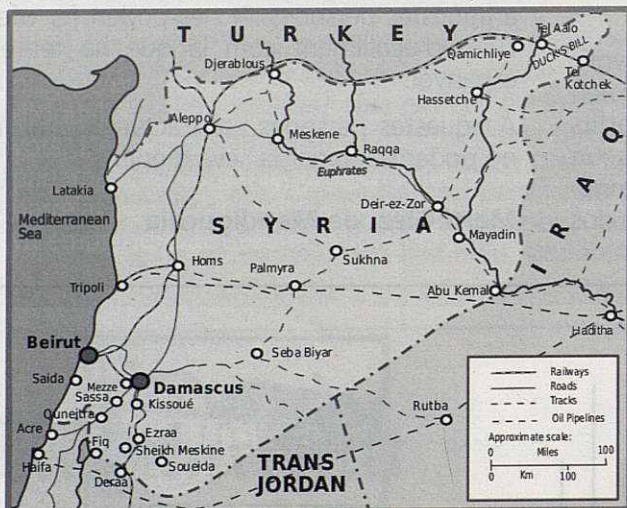 TURKEY
Tel Aalo
Qamichliye
DUCK'S-BILL
Tel
Kotchek
Djerablous
Hassetche
Aleppo
Meskene
Raqqa
Euphrates
Latakia
Deir-ez-Zor
IRAQ
Mediterranean
Sea
SYRIA
Mayadin
Sukhna
Homs
Palmyra
Tripoli
Abu Kemal
Haditha
Beirut
Seba Biyar
Saida
Mezze
Damascus
Sassa
Kissoué
Qunejtra
Rutba
Acre
Fiq
Ezraa
Sheikh Meskine
Haifa
Soueida
Deraa
TRANS
JORDAN
Railways
Roads
Tracks
Oil Pipelines
Approximate scale:
0 Miles 100
0 Km 100